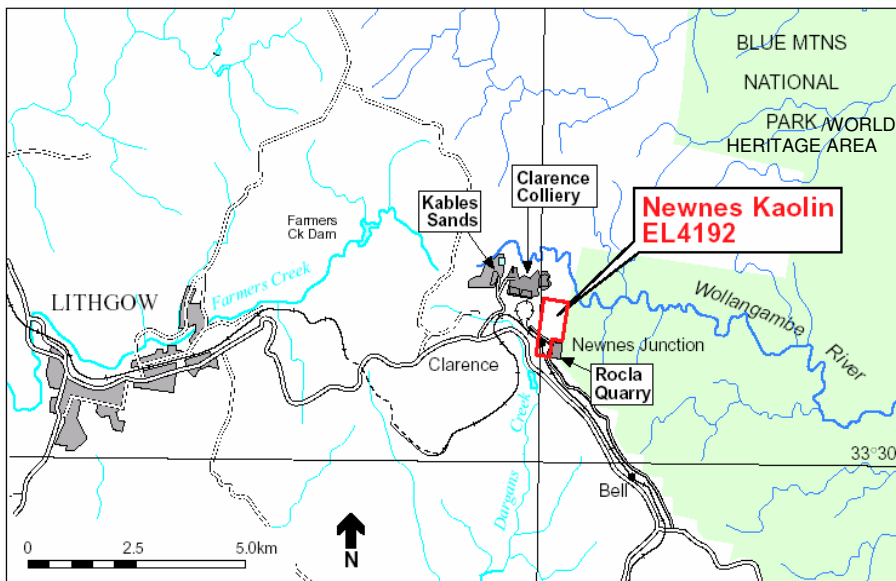 BLUE MTNS
NATIONAL
PARK /WORLD
HERITAGE AREA
Clarence
Colliery
Kables
Sands
Newnes Kaolin
EL4192
Farmers
Ck Dam
Farmers Creek
LITHGOW
Wollangambe
River
Newnes Junction
Clarence
Rocla
Quarry
Dargans Creek
33°30
Bell
0 2.5 5.0km
N